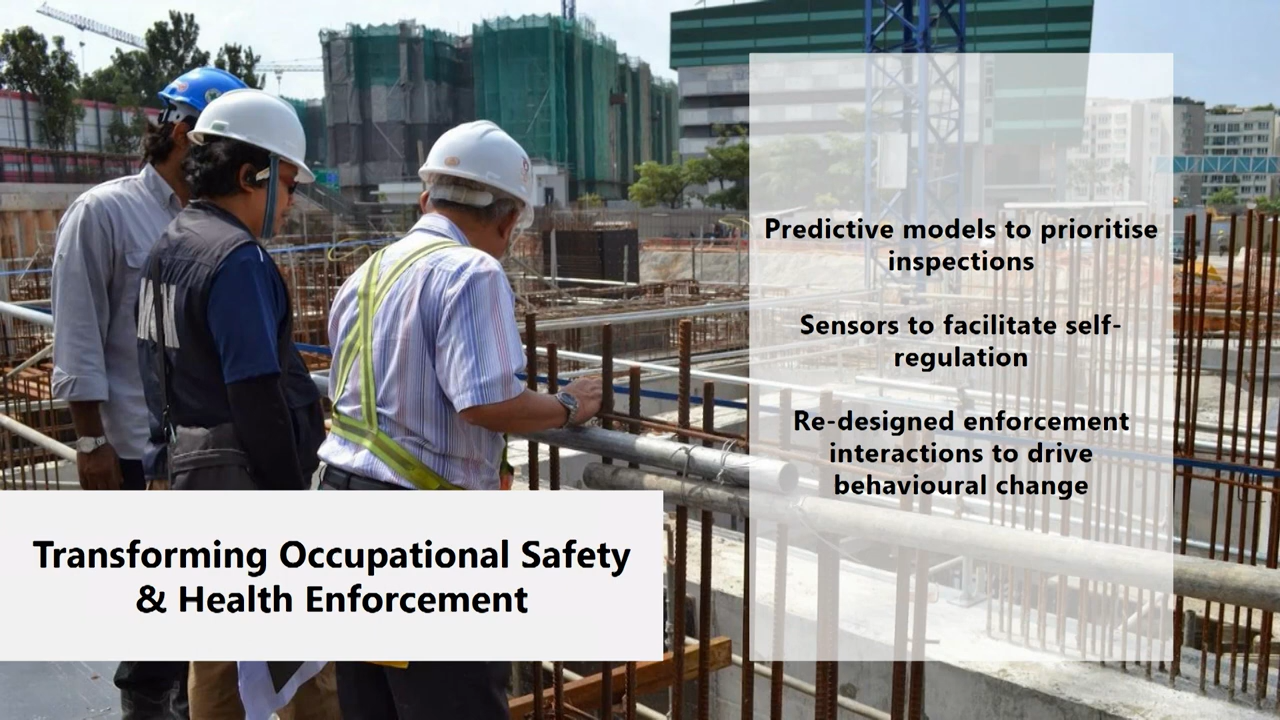 Transforming Occupational Safety
& Health Enforcement
Predictive models to prioritise
inspections
Sensors to facilitate self-
regulation
Re-designed enforcement
interactions to drive
behavioural change